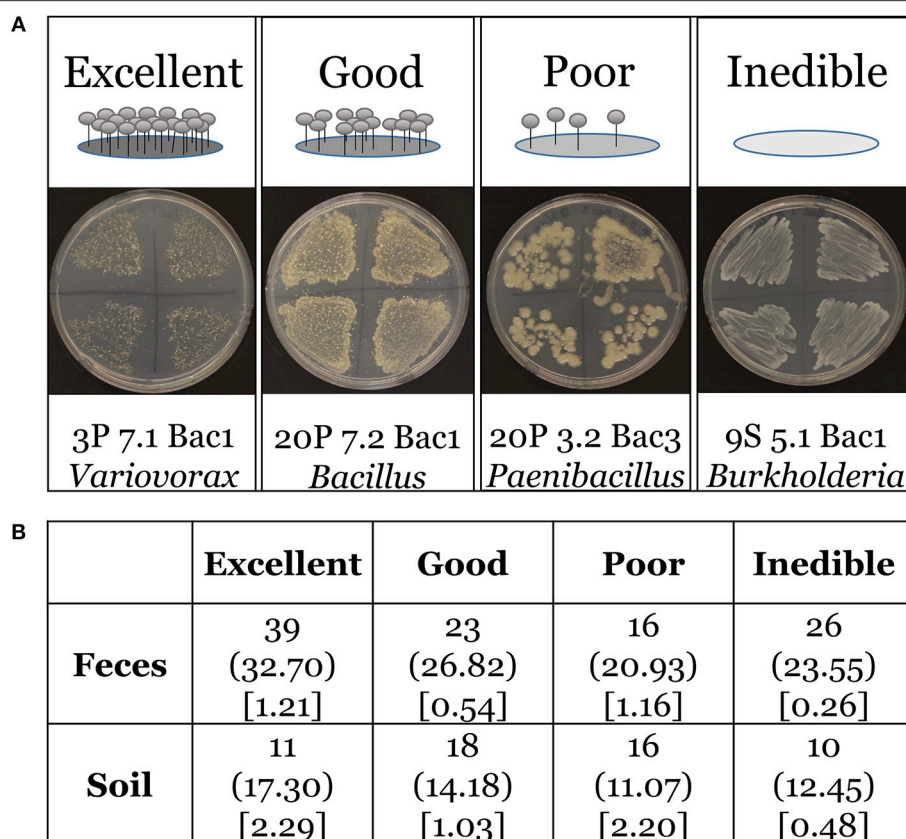 A
Excellent Good Poor Inedible
3P 7.1 Bac1 20P 7.2 Bac1 20P 3.2 Bac3 9S 5.1 Bac1
Variovorax Bacillus Paenibacillus Burkholderia
B
Excellent Good Poor Inedible
39 23 16 26
Feces (32.70) (26.82) (20.93) (23.55)
[1.21] [0.54] [1.16] [0.26]
11 18 16 10
Soil (17.30) (14.18) (11.07) (12.45)
[2.29] [1.03] [2.20] [0.48]